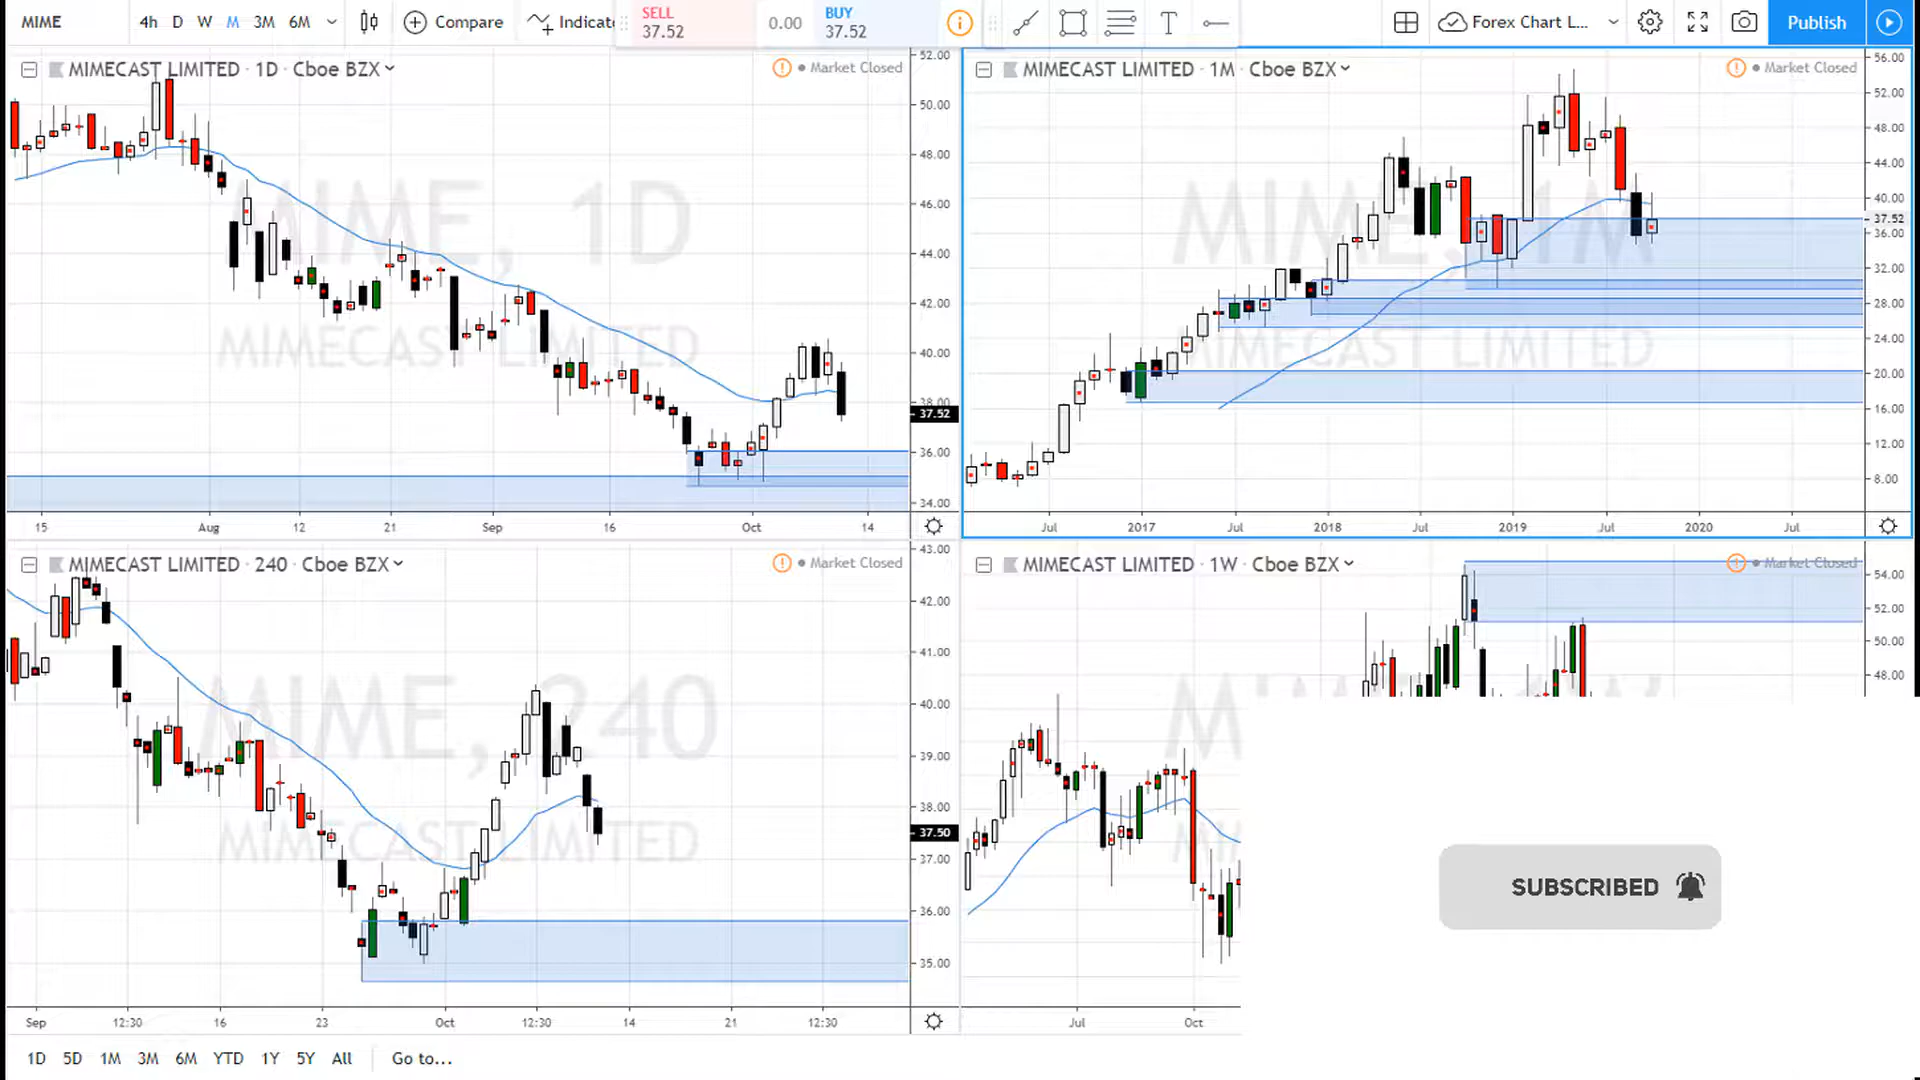 MIME 4h D W M 3M 6M Compare SELL 37.52 0.00 BUY 37.52 Forex Chart L... Publish
MIMECAST LIMITED · 1D · Cboe BZX
Market Closed
52.00
50.00
48.00
46.00
44.00
42.00
40.00
38.00
37.52
36.00
34.00
MIME, 1D
MIMECAST LIMITED
15 Aug 12 21 Sep 16 Oct 14
MIMECAST LIMITED · 1M · Cboe BZX
Market Closed
56.00
52.00
48.00
44.00
40.00
37.52
36.00
32.00
28.00
24.00
20.00
16.00
12.00
8.00
MIME, 1M
MIMECAST LIMITED
Jul 2017 Jul 2018 Jul 2019 Jul 2020 Jul
MIMECAST LIMITED · 240 · Cboe BZX
Market Closed
43.00
42.00
41.00
40.00
39.00
38.00
37.50
37.00
36.00
35.00
MIME, 240
MIMECAST LIMITED
Sep 12:30 16 23 Oct 12:30 14 21 12:30
MIMECAST LIMITED · 1W · Cboe BZX
Market Closed
54.00
52.00
50.00
48.00
Jul Oct
SUBSCRIBED
1D 5D 1M 3M 6M YTD 1Y 5Y All Go to...